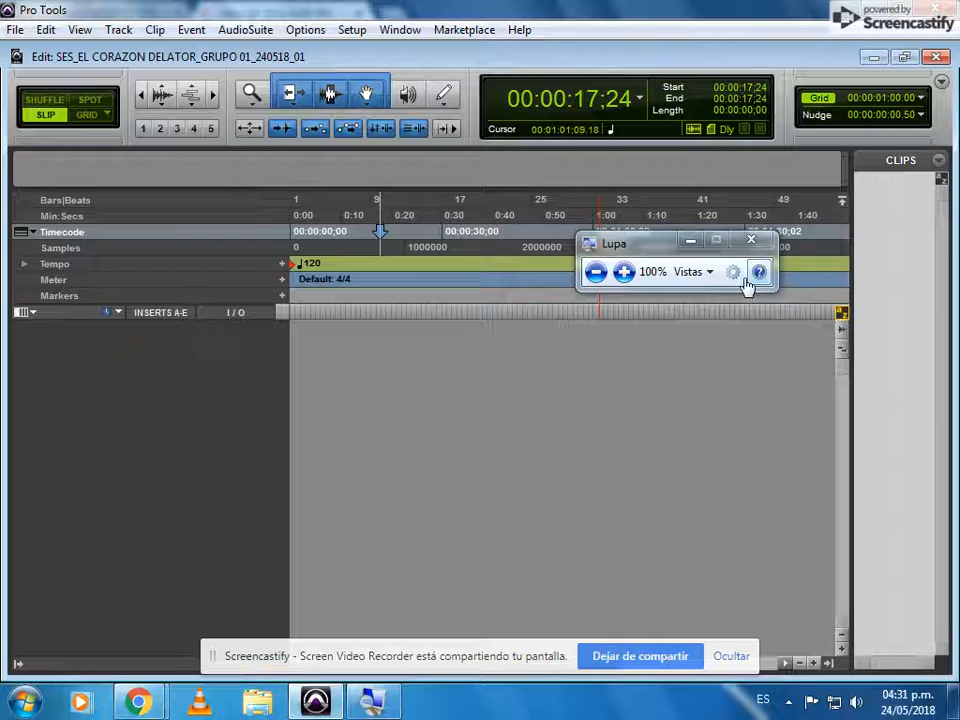 Pro Tools
powered by
Screencastify
File Edit View Track Clip Event AudioSuite Options Setup Window Marketplace Help
Edit: SES_EL CORAZON DELATOR_GRUPO 01_240518_01
SHUFFLE SPOT
SLIP GRID
1 2 3 4 5
00:00:17;24
Start 00:00:17;24
End 00:00:17;24
Length 00:00:00;00
Cursor 00:01:01;09.18
Dly
Grid 00:00:01:00.00
Nudge 00:00:00:00.50
CLIPS
Bars|Beats 1 9 17 25 33 41 49
Min:Secs 0:00 0:10 0:20 0:30 0:40 0:50 1:00 1:10 1:20 1:30 1:40
Timecode 00:00:00;00 00:00:30;00
Samples 0 1000000 2000000
Tempo 120
Meter Default: 4/4
Markers
INSERTS A-E I / O
Lupa
100% Vistas
Screencastify - Screen Video Recorder está compartiendo tu pantalla. Dejar de compartir Ocultar
ES
04:31 p.m.
24/05/2018